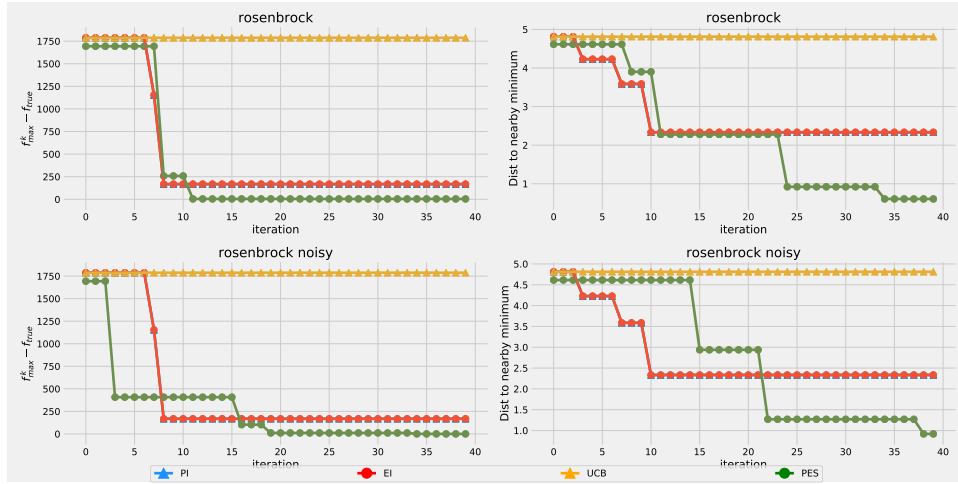 rosenbrock
1750
1500
1250
1000
750
500
250
0
f^k_max − f_true
0 5 10 15 20 25 30 35 40
iteration
rosenbrock
5
4
3
2
1
Dist to nearby minimum
0 5 10 15 20 25 30 35 40
iteration
rosenbrock noisy
1750
1500
1250
1000
750
500
250
0
f^k_max − f_true
0 5 10 15 20 25 30 35 40
iteration
rosenbrock noisy
5.0
4.5
4.0
3.5
3.0
2.5
2.0
1.5
1.0
Dist to nearby minimum
0 5 10 15 20 25 30 35 40
iteration
PI EI UCB PES